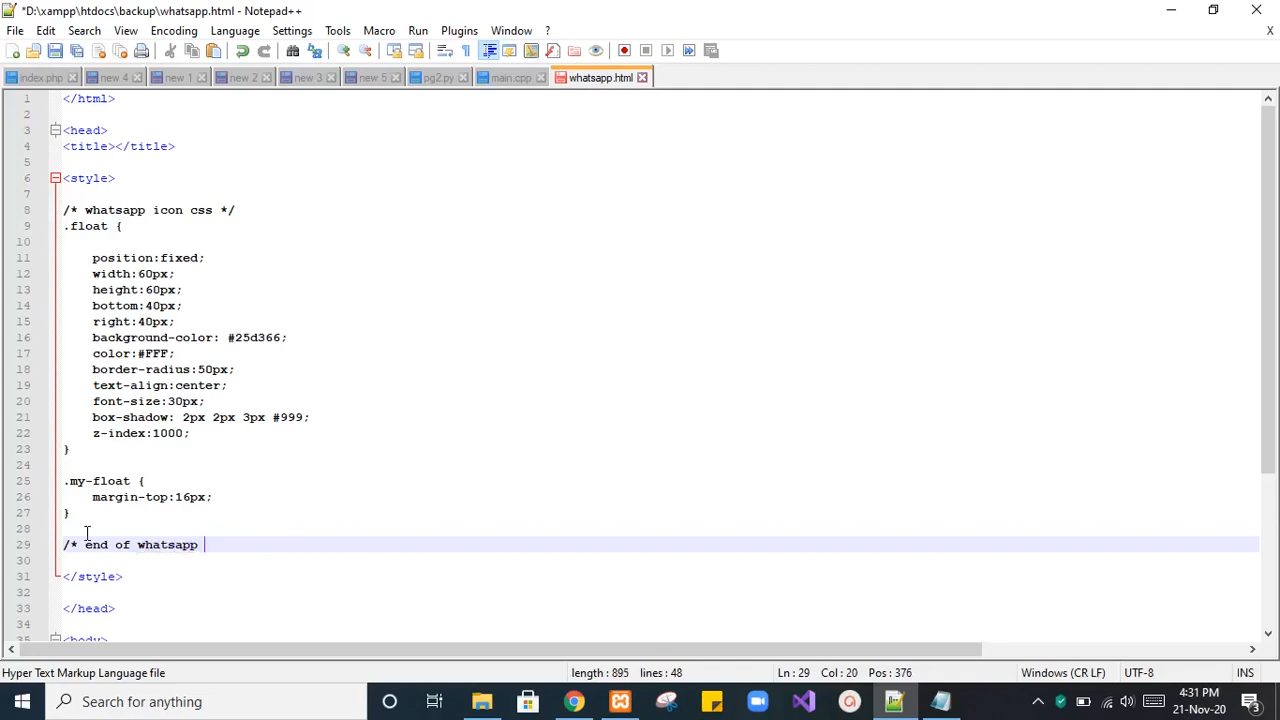 *D:\xampp\htdocs\backup\whatsapp.html - Notepad++
File Edit Search View Encoding Language Settings Tools Macro Run Plugins Window ? X
index.php new 4 new 1 new 2 new 3 new 5 pg2.py main.cpp whatsapp.html
1 </html>
2
3 <head>
4 <title></title>
5
6 <style>
7
8 /* whatsapp icon css */
9 .float {
10
11 position:fixed;
12 width:60px;
13 height:60px;
14 bottom:40px;
15 right:40px;
16 background-color: #25d366;
17 color:#FFF;
18 border-radius:50px;
19 text-align:center;
20 font-size:30px;
21 box-shadow: 2px 2px 3px #999;
22 z-index:1000;
23 }
24
25 .my-float {
26 margin-top:16px;
27 }
28
29 /* end of whatsapp
30
31 </style>
32
33 </head>
34
35 <body>
Hyper Text Markup Language file length : 895 lines : 48 Ln : 29 Col : 20 Pos : 376 Windows (CR LF) UTF-8 INS
Search for anything
4:31 PM
21-Nov-20
3